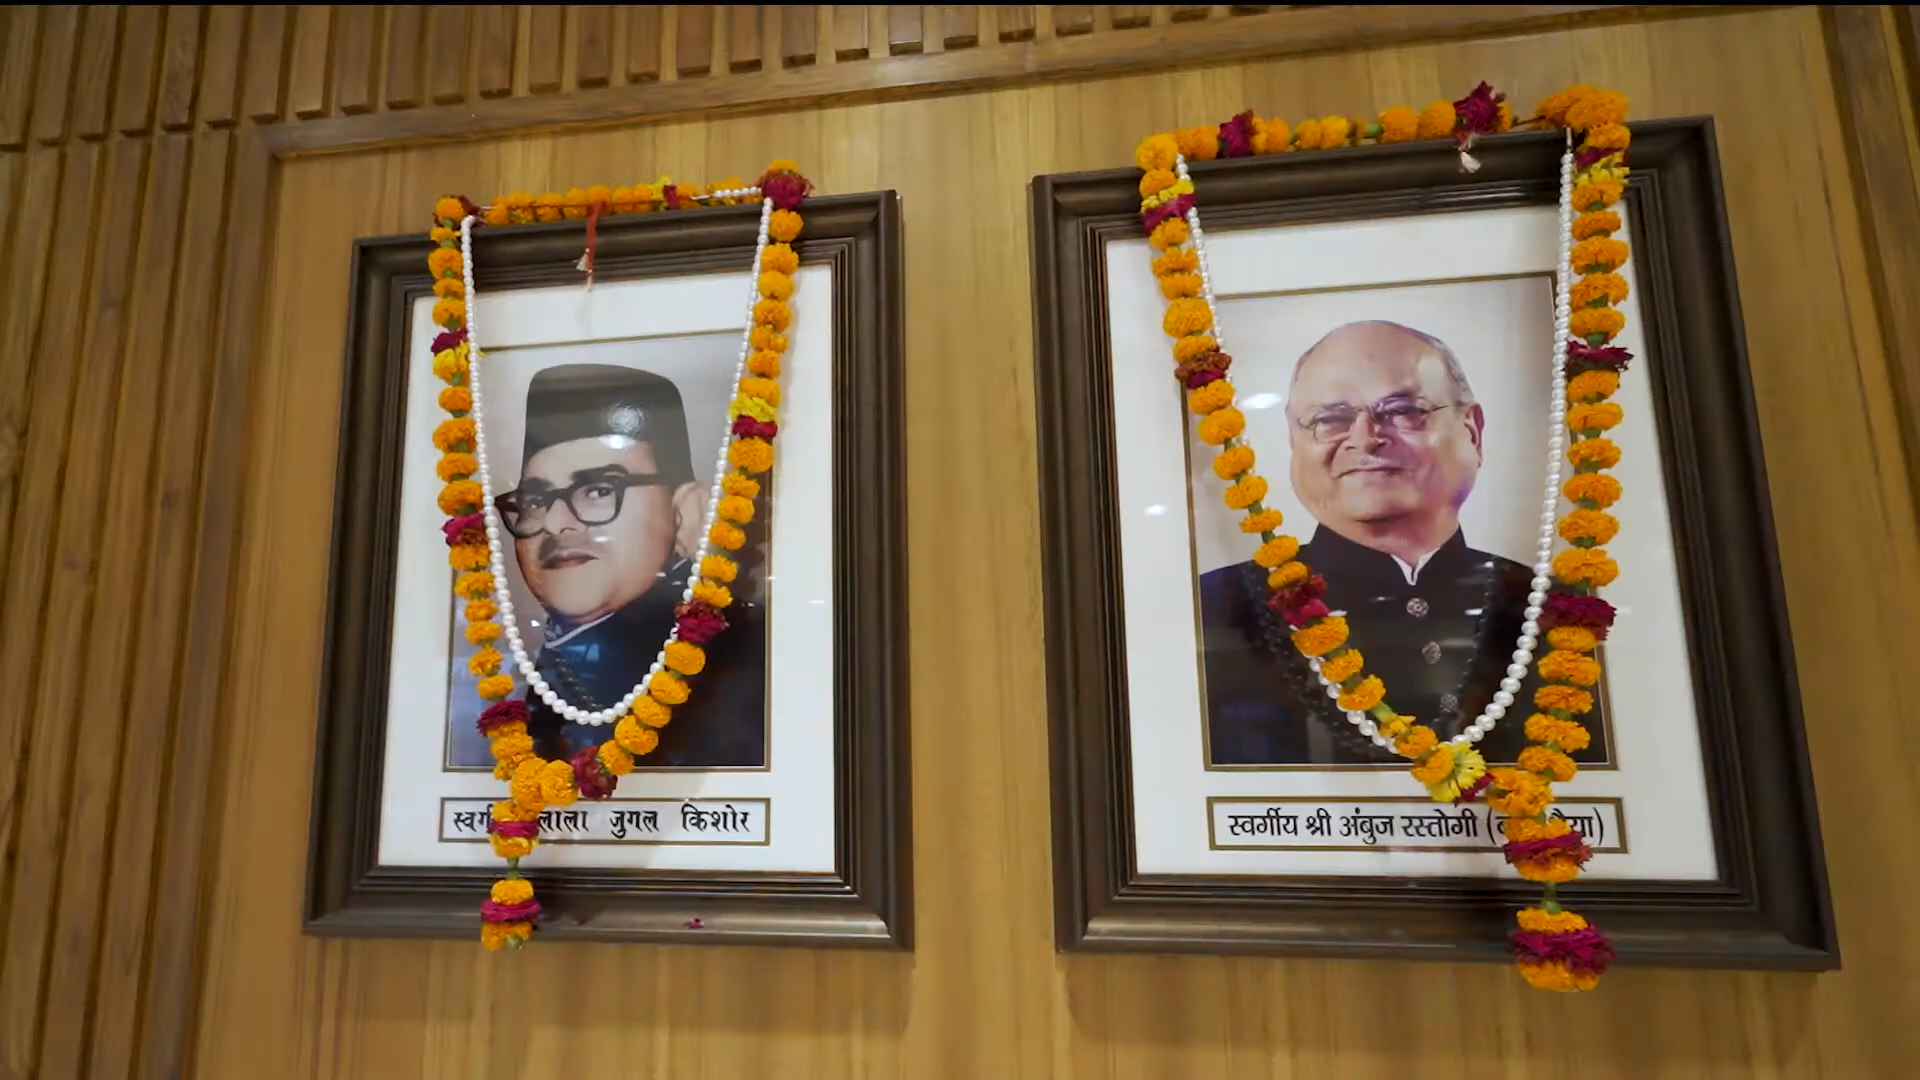 लाला जुगल किशोर
स्वर्गीय श्री अंबुज रस्तोगी